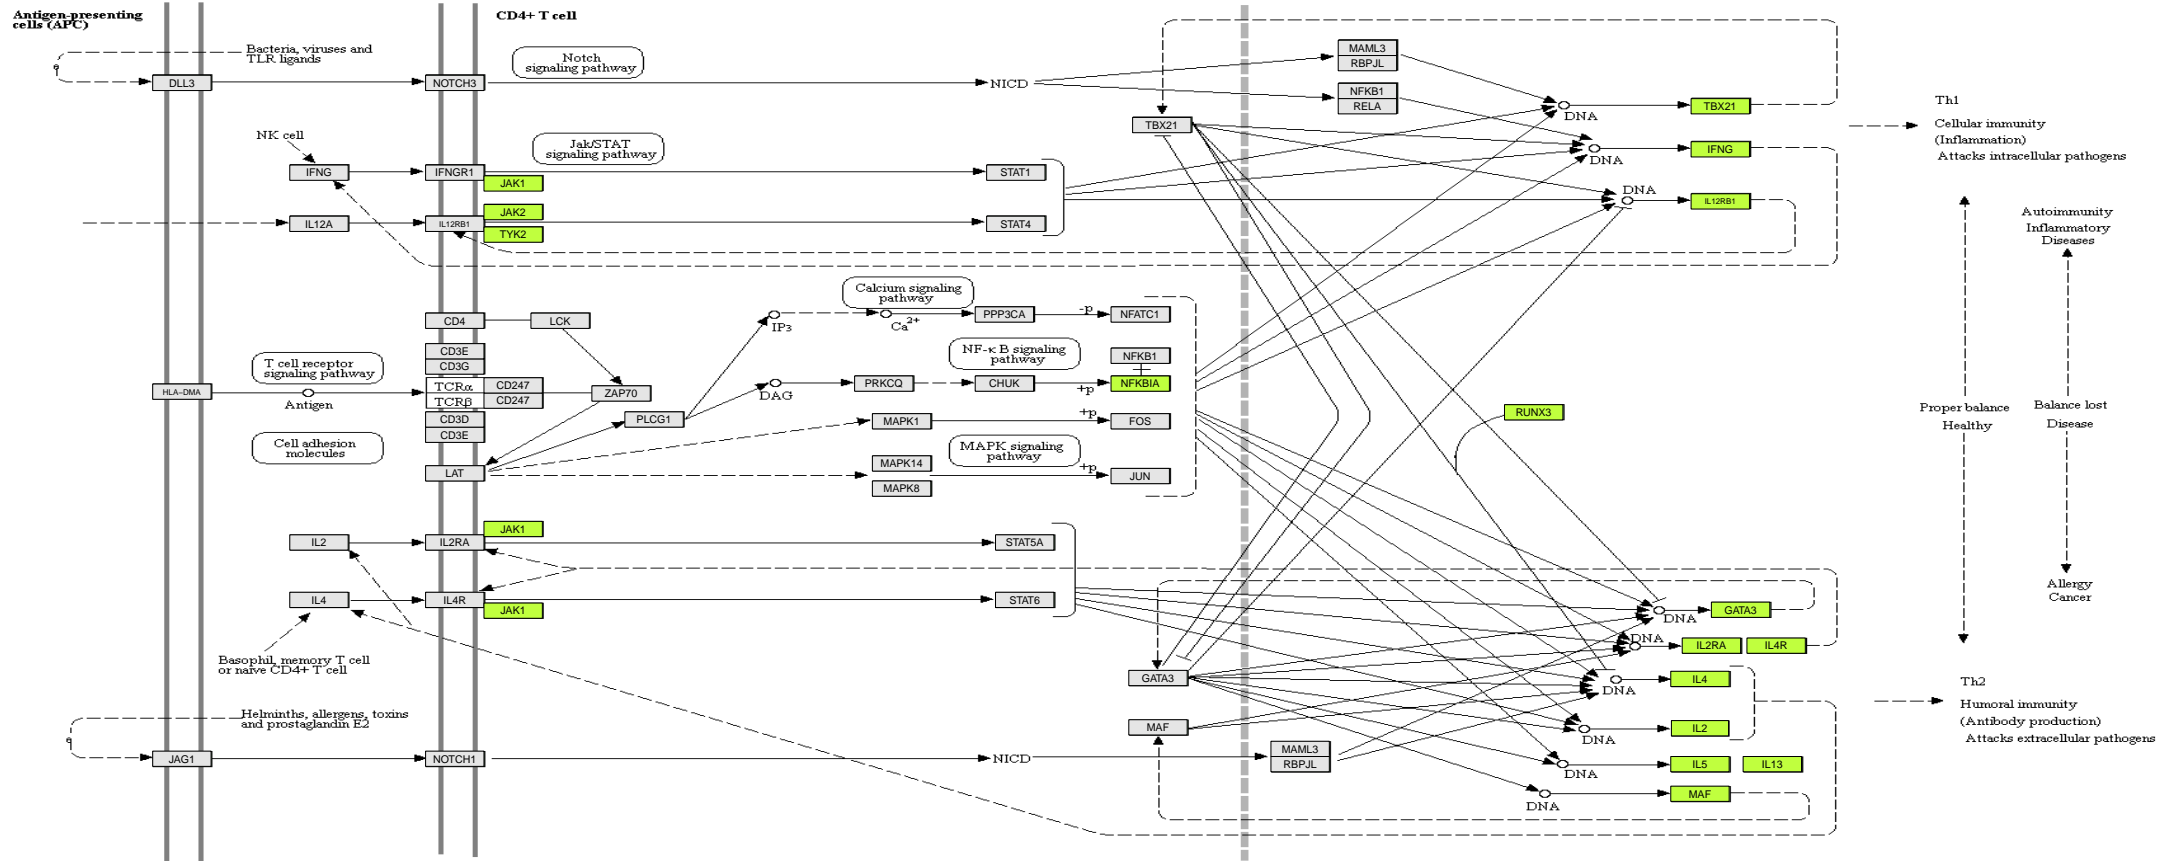 Antigen-presenting
cells (APC)
CD4+ T cell
Bacteria, viruses and
TLR ligands
Notch
signaling pathway
DLL3
NOTCH3
NICD
MAML3
RBPJL
NFKB1
RELA
DNA
TBX21
TBX21
Th1
Cellular immunity
(Inflammation)
Attacks intracellular pathogens
NK cell
Jak/STAT
signaling pathway
IFNG
IFNGR1
JAK1
STAT1
DNA
IFNG
IL12A
JAK2
IL12RB1
TYK2
STAT4
DNA
IL12RB1
Autoimmunity
Inflammatory
Diseases
Calcium signaling
pathway
CD4
LCK
IP3
Ca2+
PPP3CA
-p
NFATC1
CD3E
CD3G
T cell receptor
signaling pathway
NF-κB signaling
pathway
NFKB1
HLA-DMA
Antigen
TCRα
CD247
TCRβ
CD247
ZAP70
DAG
PRKCQ
CHUK
+p
NFKBIA
CD3D
CD3E
PLCG1
MAPK1
+p
FOS
RUNX3
Proper balance
Healthy
Balance lost
Disease
Cell adhesion
molecules
MAPK signaling
pathway
LAT
MAPK14
MAPK8
+p
JUN
JAK1
IL2
IL2RA
STAT5A
IL4
IL4R
JAK1
STAT6
Allergy
Cancer
DNA
GATA3
DNA
IL2RA
IL4R
Basophil, memory T cell
or naive CD4+ T cell
GATA3
DNA
IL4
Th2
Humoral immunity
(Antibody production)
Attacks extracellular pathogens
Helminths, allergens, toxins
and prostaglandin E2
MAF
DNA
IL2
JAG1
NOTCH1
NICD
MAML3
RBPJL
DNA
IL5
IL13
DNA
MAF